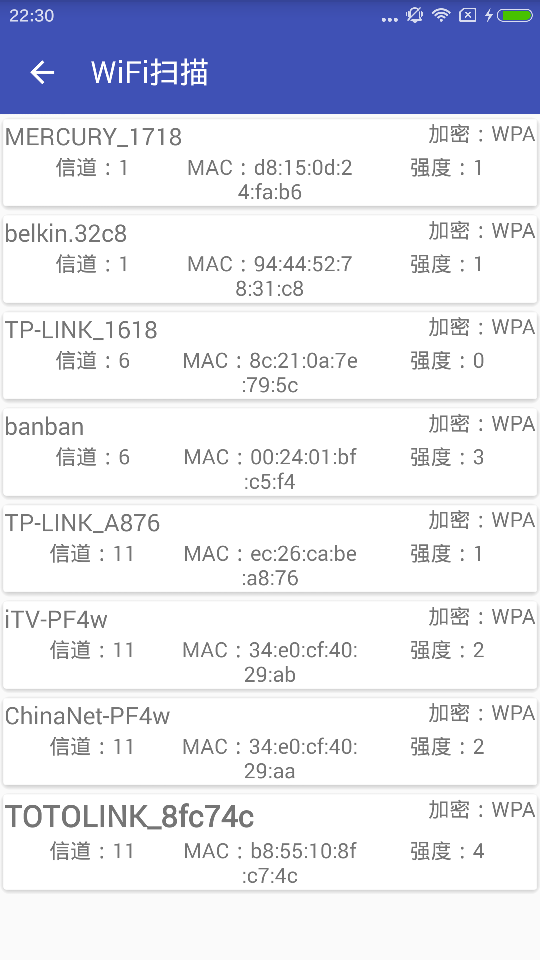 22:30
WiFi扫描
MERCURY_1718 加密：WPA
信道：1 MAC：d8:15:0d:2 强度：1
4:fa:b6
belkin.32c8 加密：WPA
信道：1 MAC：94:44:52:7 强度：1
8:31:c8
TP-LINK_1618 加密：WPA
信道：6 MAC：8c:21:0a:7e 强度：0
:79:5c
banban 加密：WPA
信道：6 MAC：00:24:01:bf 强度：3
:c5:f4
TP-LINK_A876 加密：WPA
信道：11 MAC：ec:26:ca:be 强度：1
:a8:76
iTV-PF4w 加密：WPA
信道：11 MAC：34:e0:cf:40: 强度：2
29:ab
ChinaNet-PF4w 加密：WPA
信道：11 MAC：34:e0:cf:40: 强度：2
29:aa
TOTOLINK_8fc74c 加密：WPA
信道：11 MAC：b8:55:10:8f 强度：4
:c7:4c